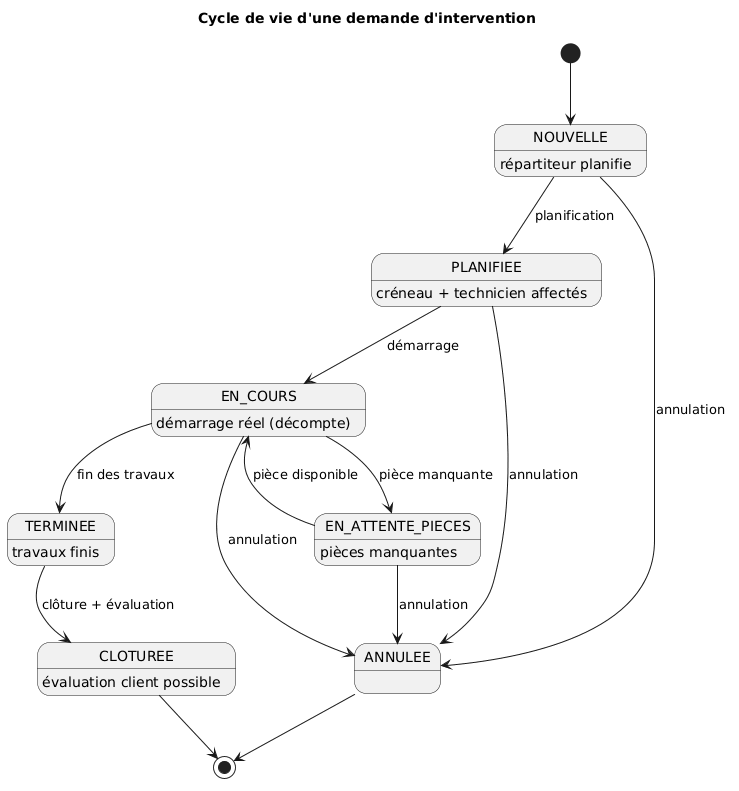 Cycle de vie d'une demande d'intervention
NOUVELLE
répartiteur planifie
planification
PLANIFIEE
créneau + technicien affectés
démarrage
annulation
EN_COURS
démarrage réel (décompte)
fin des travaux
pièce disponible
pièce manquante
annulation
TERMINEE
travaux finis
EN_ATTENTE_PIECES
pièces manquantes
annulation
clôture + évaluation
annulation
CLOTUREE
évaluation client possible
ANNULEE